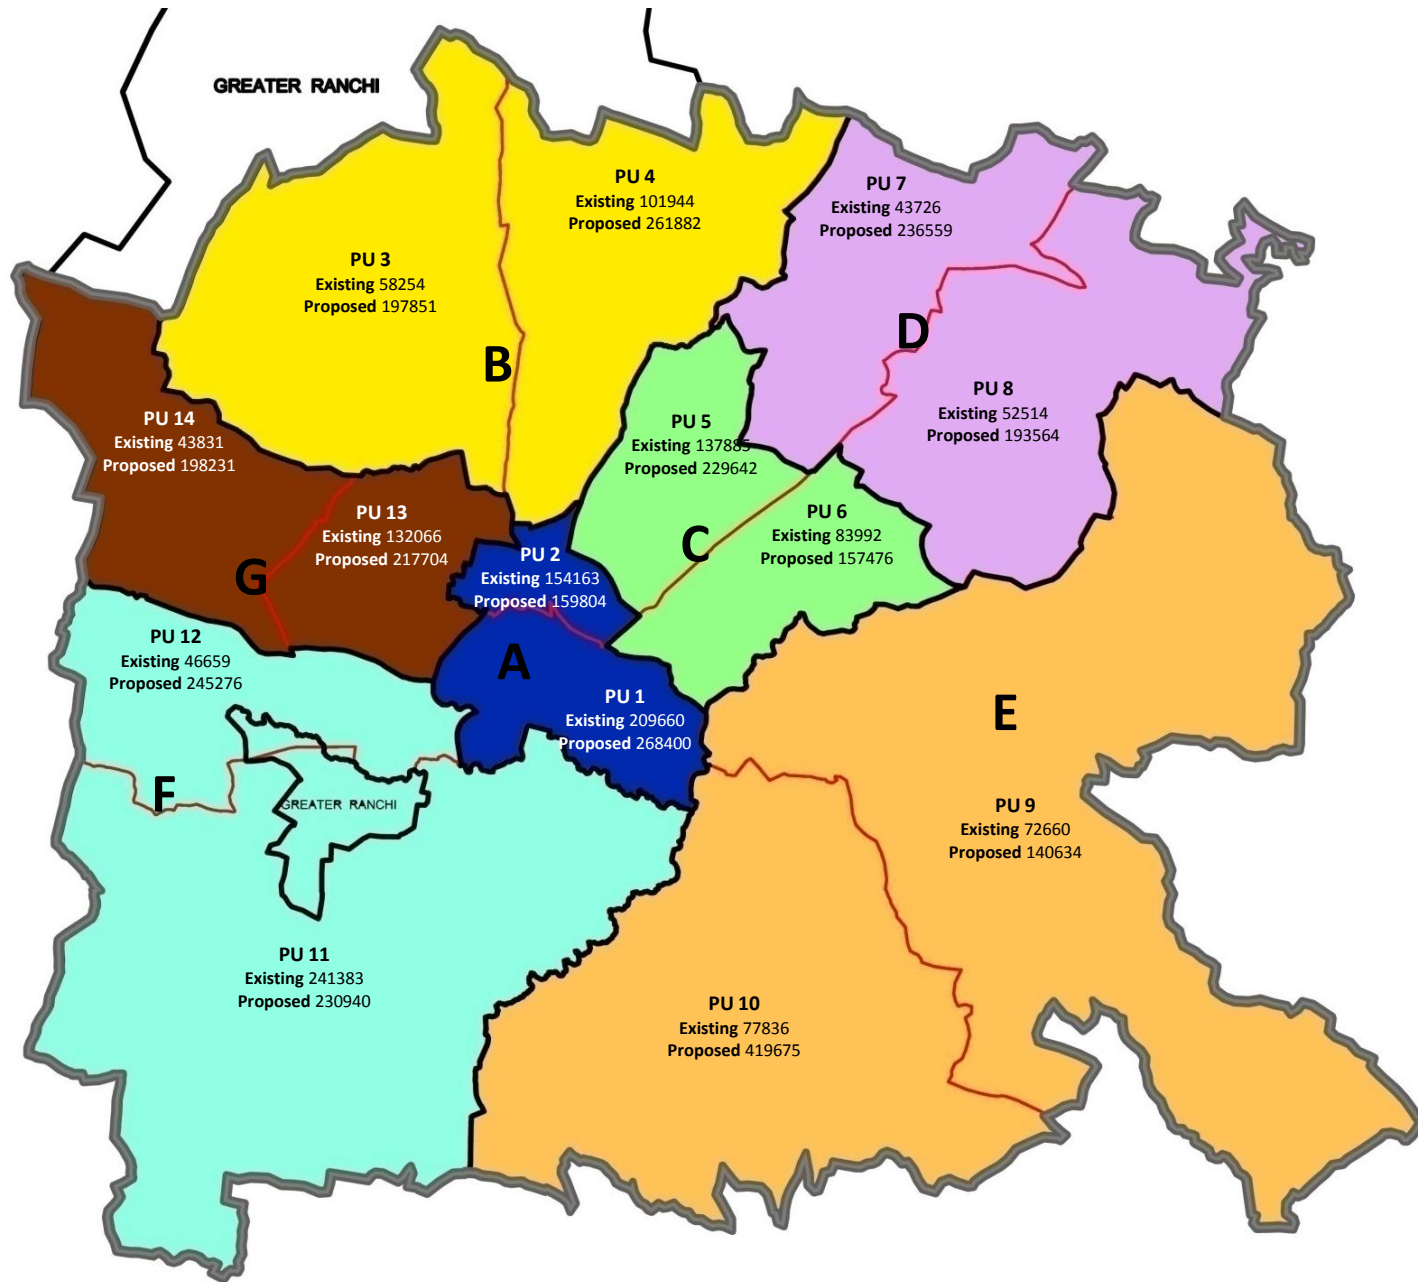 GREATER RANCHI
PU 4
Existing 101944
Proposed 261882
PU 7
Existing 43726
Proposed 236559
PU 3
Existing 58254
Proposed 197851
B
D
PU 8
Existing 52514
Proposed 193564
PU 14
Existing 43831
Proposed 198231
PU 5
Existing 137885
Proposed 229642
PU 13
Existing 132066
Proposed 217704
PU 6
Existing 83992
Proposed 157476
C
PU 2
Existing 154163
Proposed 159804
G
PU 12
Existing 46659
Proposed 245276
A
PU 1
Existing 209660
Proposed 268400
E
F
GREATER RANCHI
PU 9
Existing 72660
Proposed 140634
PU 11
Existing 241383
Proposed 230940
PU 10
Existing 77836
Proposed 419675